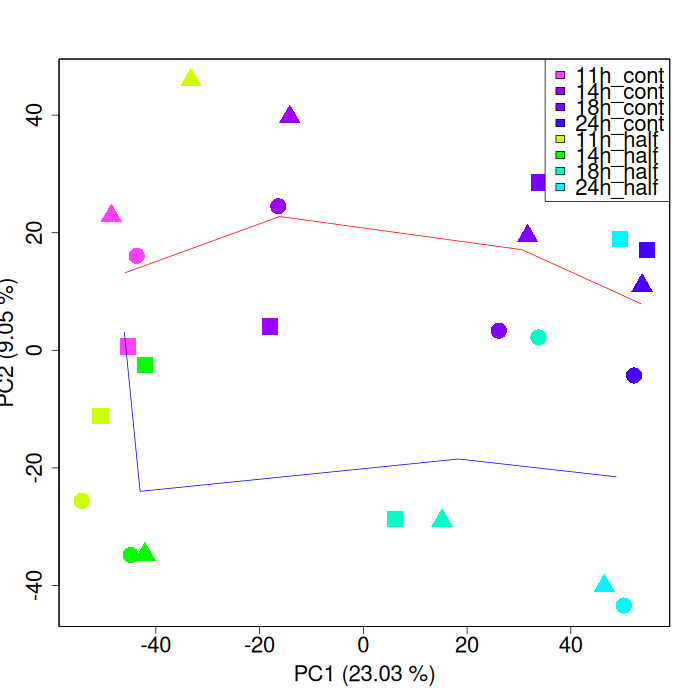 11h_cont
14h_cont
18h_cont
24h_cont
11h_half
14h_half
18h_half
24h_half
40
20
0
-20
-40
PC2 (9.05 %)
-40 -20 0 20 40
PC1 (23.03 %)